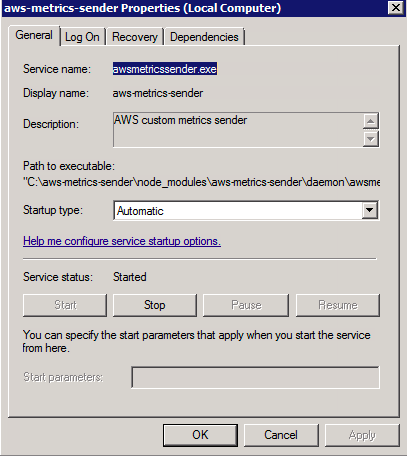 aws-metrics-sender Properties (Local Computer)
General Log On Recovery Dependencies
Service name: awsmetricssender.exe
Display name: aws-metrics-sender
Description: AWS custom metrics sender
Path to executable:
"C:\aws-metrics-sender\node_modules\aws-metrics-sender\daemon\awsme
Startup type: Automatic
Help me configure service startup options.
Service status: Started
Start Stop Pause Resume
You can specify the start parameters that apply when you start the service
from here.
Start parameters:
OK Cancel Apply